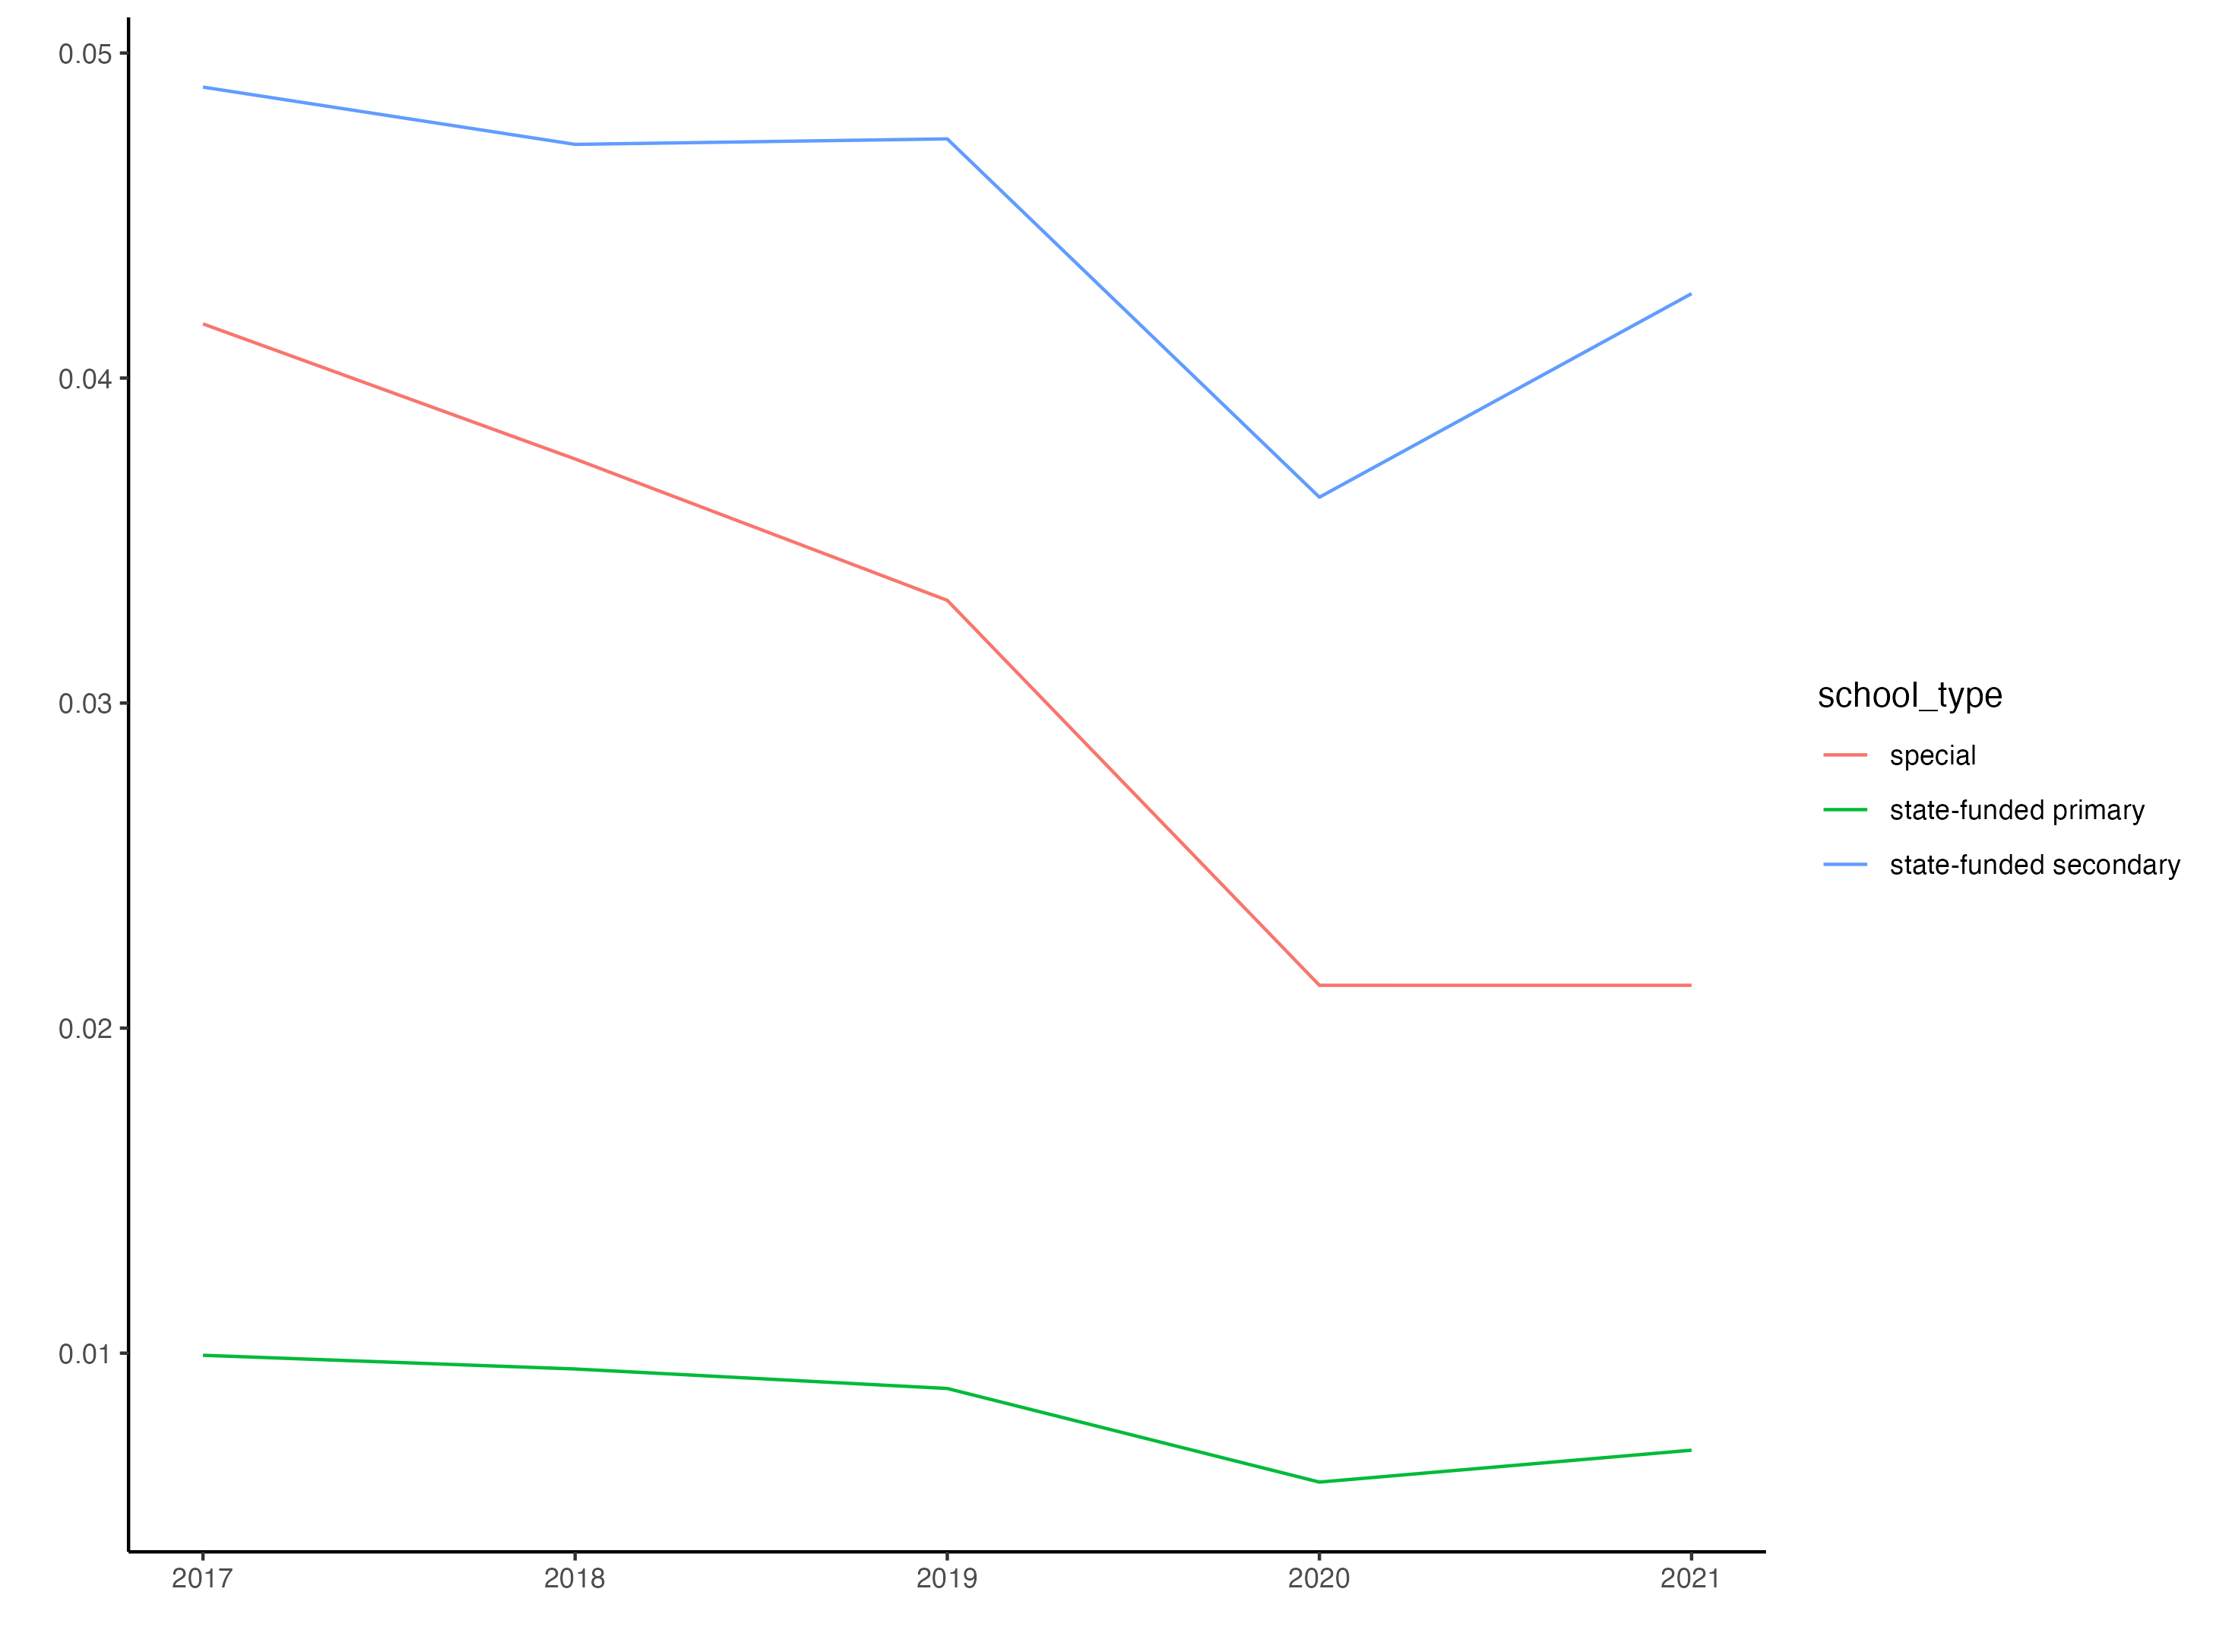 0.05
0.04
0.03
0.02
0.01
2017 2018 2019 2020 2021
school_type
special
state-funded primary
state-funded secondary